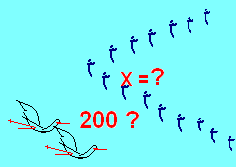 X = ?
200 ?